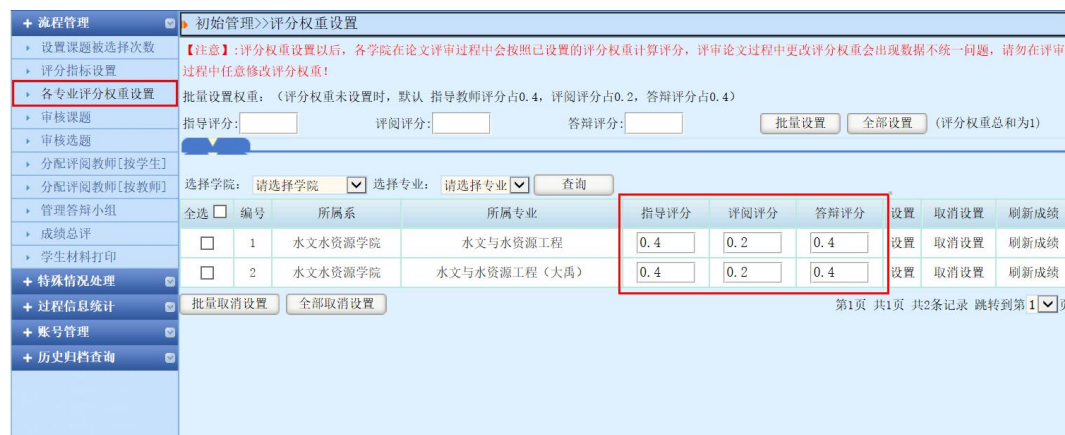 + 流程管理
设置课题被选择次数
评分指标设置
各专业评分权重设置
审核课题
审核选题
分配评阅教师[按学生]
分配评阅教师[按教师]
管理答辩小组
成绩总评
学生材料打印
+ 特殊情况处理
+ 过程信息统计
+ 账号管理
+ 历史归档查询
初始管理>>评分权重设置
【注意】:评分权重设置以后，各学院在论文评审过程中会按照已设置的评分权重计算评分，评审论文过程中更改评分权重会出现数据不统一问题，请勿在评审
过程中任意修改评分权重！
批量设置权重：（评分权重未设置时，默认 指导教师评分占0.4，评阅评分占0.2，答辩评分占0.4）
指导评分: 评阅评分: 答辩评分: 批量设置 全部设置 (评分权重总和为1)
选择学院： 请选择学院 选择专业： 请选择专业 查询
全选 编号 所属系 所属专业 指导评分 评阅评分 答辩评分 设置 取消设置 刷新成绩
1 水文水资源学院 水文与水资源工程 0.4 0.2 0.4 设置 取消设置 刷新成绩
2 水文水资源学院 水文与水资源工程（大禹） 0.4 0.2 0.4 设置 取消设置 刷新成绩
批量取消设置 全部取消设置 第1页 共1页 共2条记录 跳转到第 1 页